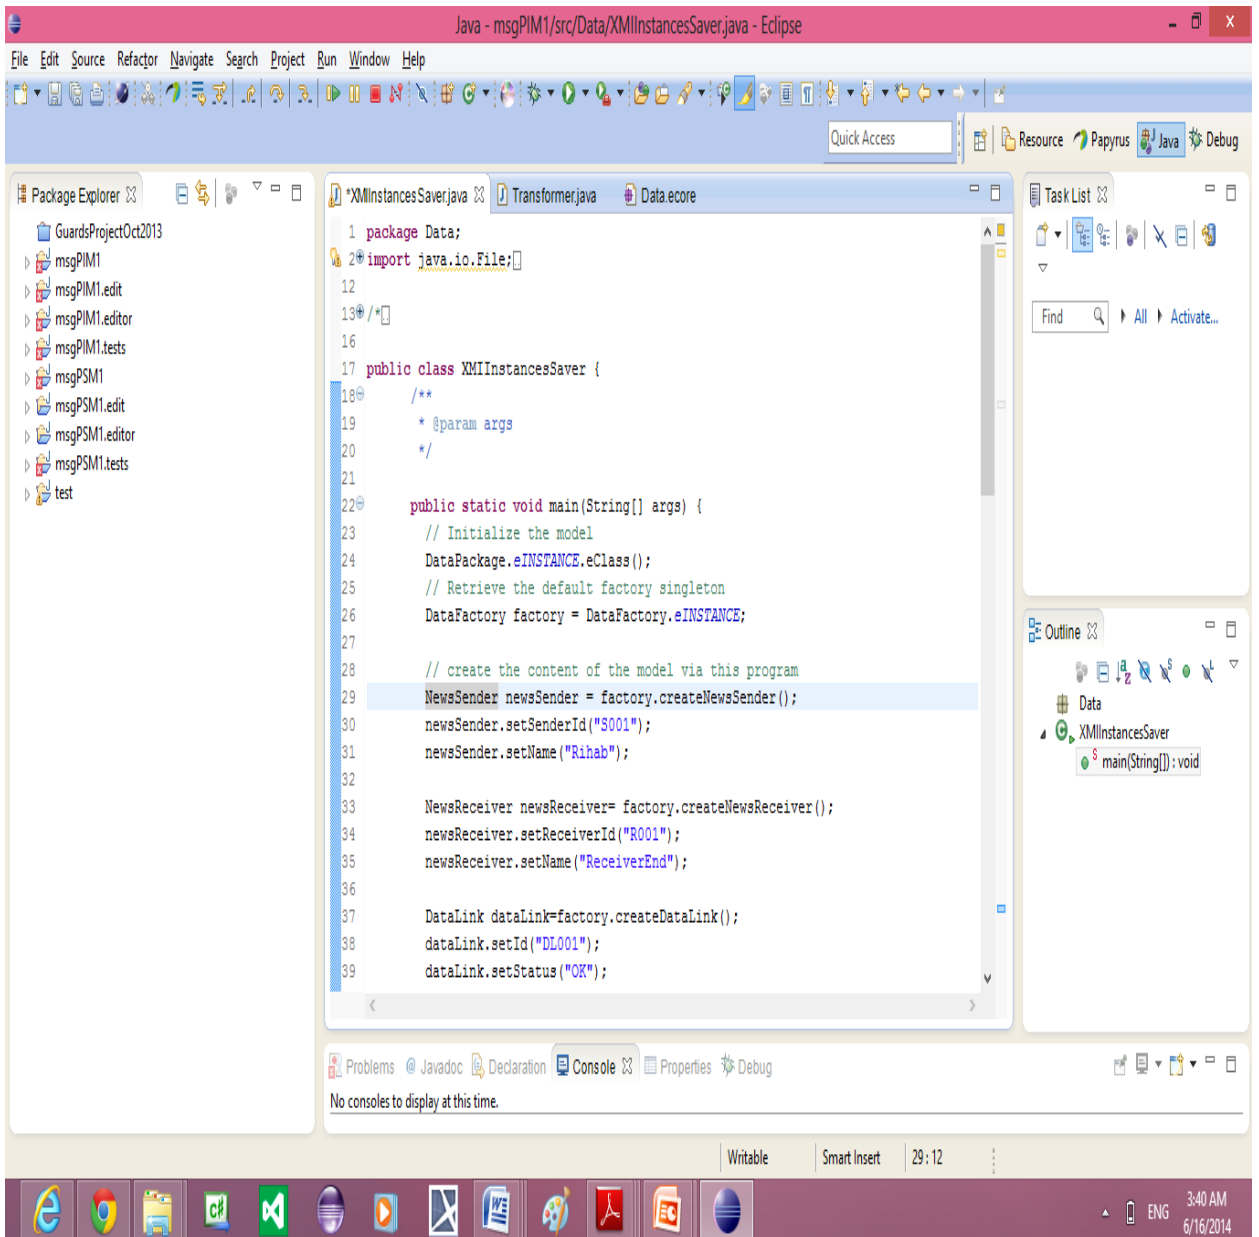 Java - msgPIM1/src/Data/XMIInstancesSaver.java - Eclipse
File Edit Source Refactor Navigate Search Project Run Window Help
Quick Access
Resource Papyrus Java Debug
Package Explorer
GuardsProjectOct2013
msgPIM1
msgPIM1.edit
msgPIM1.editor
msgPIM1.tests
msgPSM1
msgPSM1.edit
msgPSM1.editor
msgPSM1.tests
test
*XMIInstancesSaver.java Transformer.java Data.ecore
1 package Data;
2 import java.io.File;
12
13 /*
16
17 public class XMIInstancesSaver {
18 /**
19 * @param args
20 */
21
22 public static void main(String[] args) {
23 // Initialize the model
24 DataPackage.eINSTANCE.eClass();
25 // Retrieve the default factory singleton
26 DataFactory factory = DataFactory.eINSTANCE;
27
28 // create the content of the model via this program
29 NewsSender newsSender = factory.createNewsSender();
30 newsSender.setSenderId("S001");
31 newsSender.setName("Rihab");
32
33 NewsReceiver newsReceiver= factory.createNewsReceiver();
34 newsReceiver.setReceiverId("R001");
35 newsReceiver.setName("ReceiverEnd");
36
37 DataLink dataLink=factory.createDataLink();
38 dataLink.setId("DL001");
39 dataLink.setStatus("OK");
Task List
Find All Activate...
Outline
Data
XMIInstancesSaver
main(String[]) : void
Problems @ Javadoc Declaration Console Properties Debug
No consoles to display at this time.
Writable Smart Insert 29 : 12
ENG
3:40 AM
6/16/2014